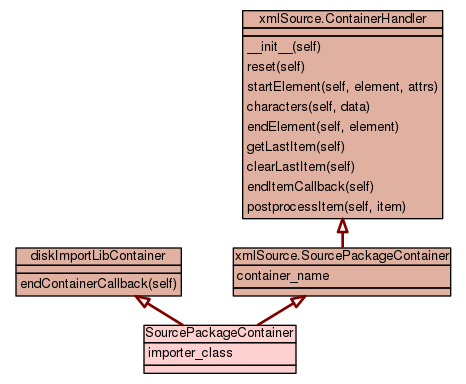 xmlSource.ContainerHandler
__init__(self)
reset(self)
startElement(self, element, attrs)
characters(self, data)
endElement(self, element)
getLastItem(self)
clearLastItem(self)
endItemCallback(self)
postprocessItem(self, item)
diskImportLibContainer
endContainerCallback(self)
xmlSource.SourcePackageContainer
container_name
SourcePackageContainer
importer_class